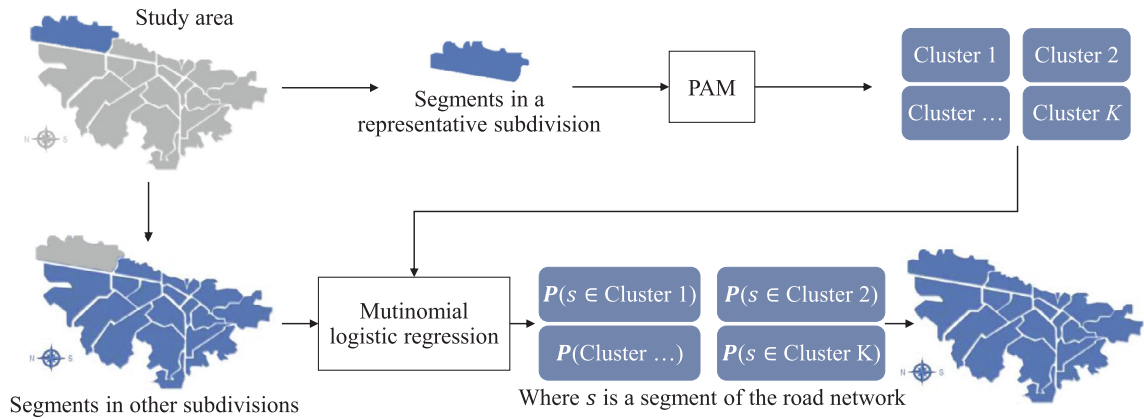 Study area
N S
Segments in a
representative subdivision
PAM
Cluster 1
Cluster 2
Cluster …
Cluster K
N S
Segments in other subdivisions
Mutinomial
logistic regression
P(s ∈ Cluster 1)
P(s ∈ Cluster 2)
P(Cluster …)
P(s ∈ Cluster K)
Where s is a segment of the road network
N S